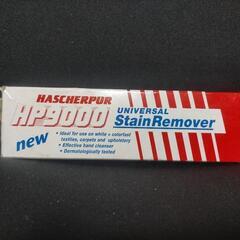 HASCHERPUR
HP9000
UNIVERSAL
StainRemover
new
• Ideal for use on white + colorfast
textiles, carpets and upholstery
• Effective hand cleanser
• Dermatologically tested